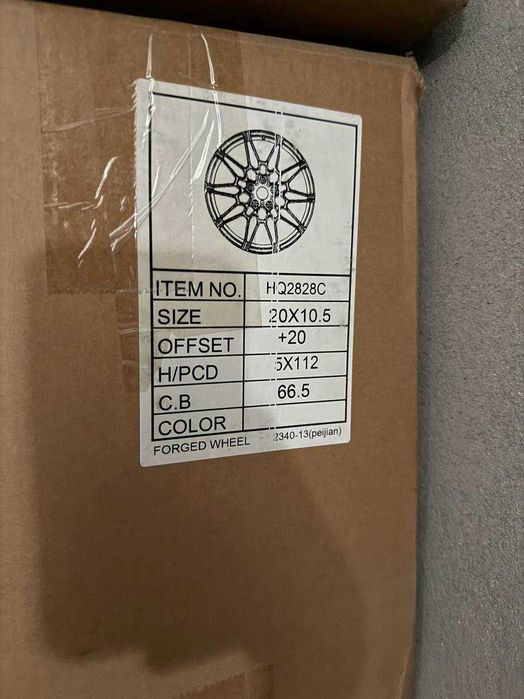 ITEM NO. HQ2828C
SIZE 20X10.5
OFFSET +20
H/PCD 5X112
C.B 66.5
COLOR
FORGED WHEEL 2340-13(peijian)